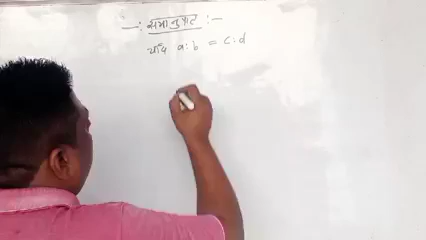 —: समानुपात :—
यदि a:b = c:d